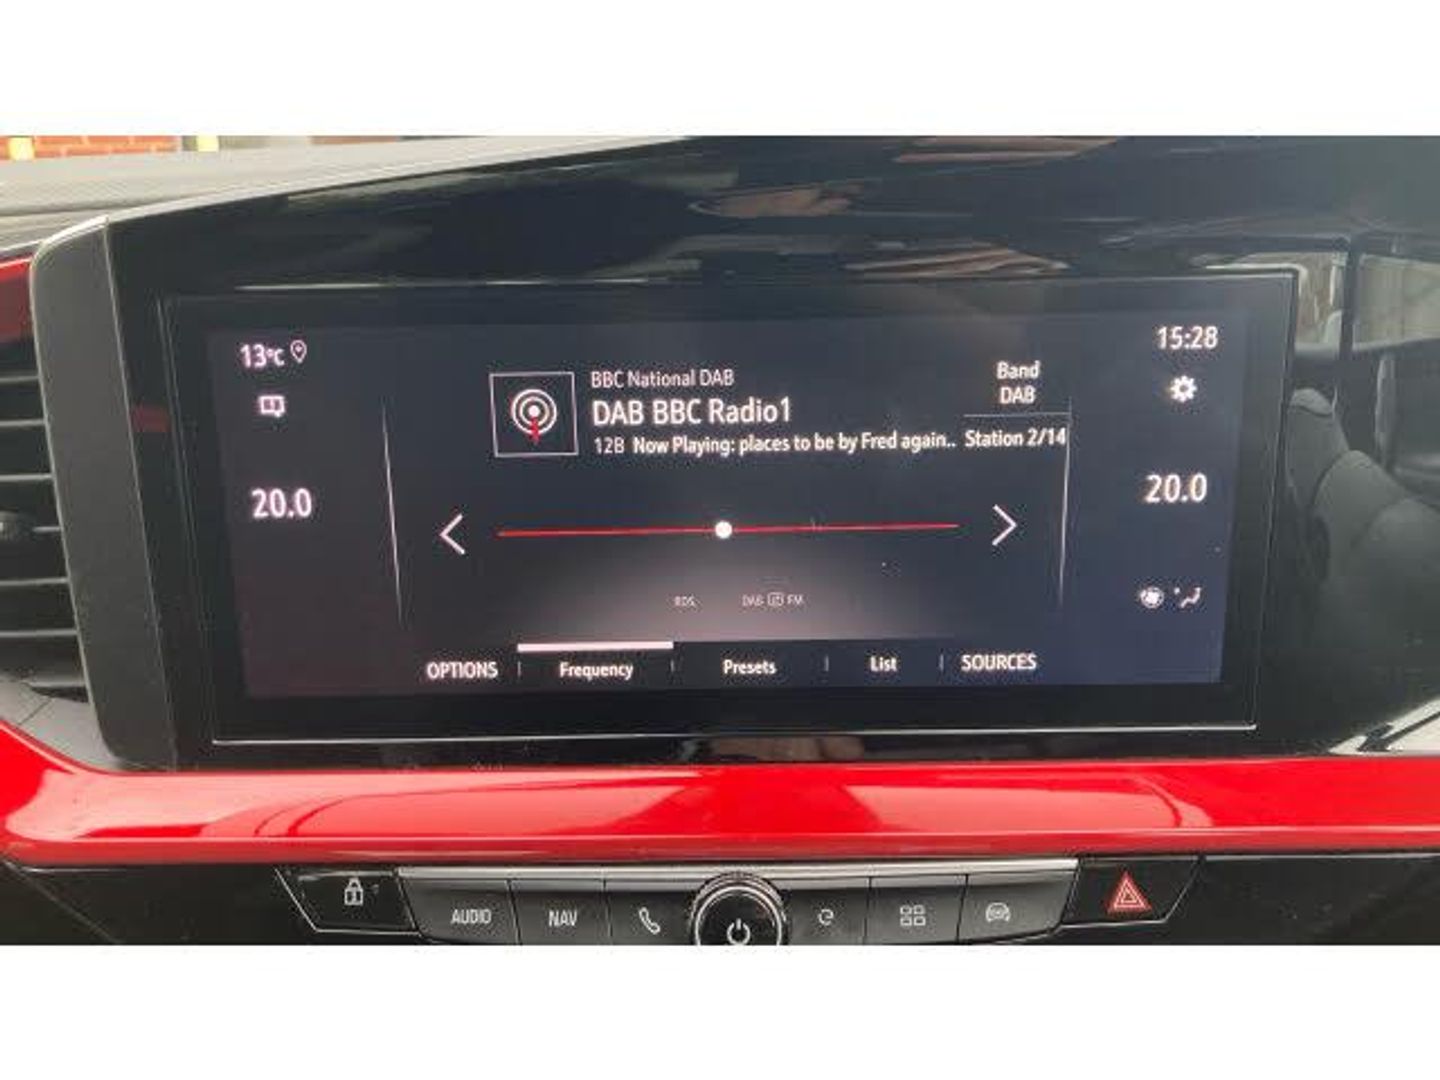 13°C
15:28
BBC National DAB
DAB BBC Radio1
12B Now Playing: places to be by Fred again..
Band
DAB
Station 2/14
20.0
20.0
RDS
DAB FM
OPTIONS
Frequency
Presets
List
SOURCES
AUDIO
NAV